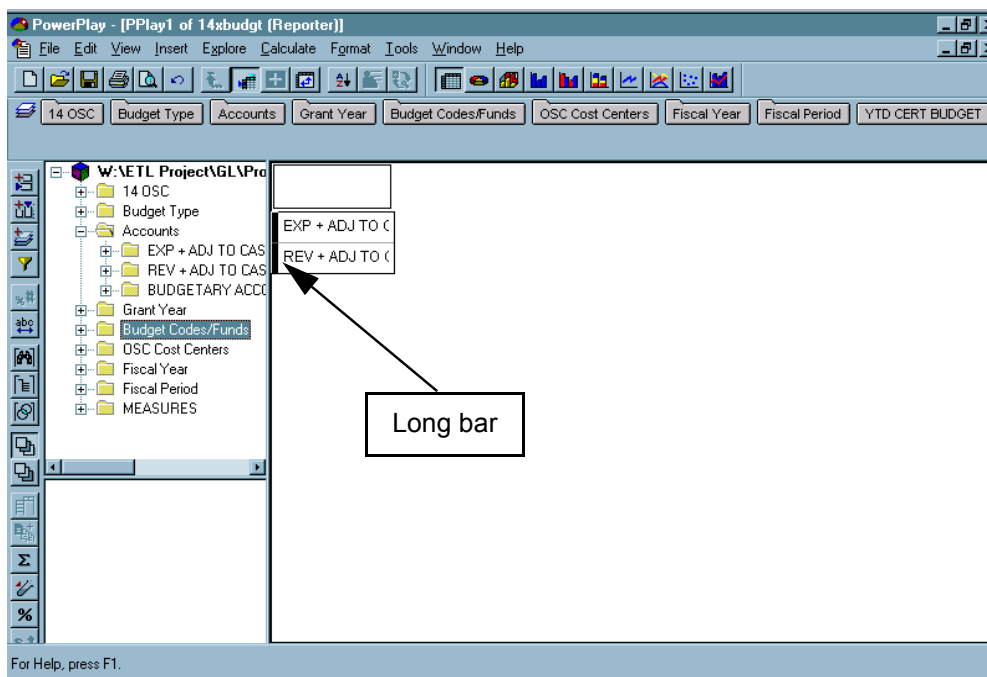 PowerPlay - [PPlay1 of 14xbudgt (Reporter)]
File Edit View Insert Explore Calculate Format Tools Window Help
14 OSC Budget Type Accounts Grant Year Budget Codes/Funds OSC Cost Centers Fiscal Year Fiscal Period YTD CERT BUDGET
W:\ETL Project\GL\Pro
14 OSC
Budget Type
Accounts
EXP + ADJ TO CAS
REV + ADJ TO CAS
BUDGETARY ACCO
Grant Year
Budget Codes/Funds
OSC Cost Centers
Fiscal Year
Fiscal Period
MEASURES
EXP + ADJ TO C
REV + ADJ TO C
Long bar
abc
Σ
%
For Help, press F1.